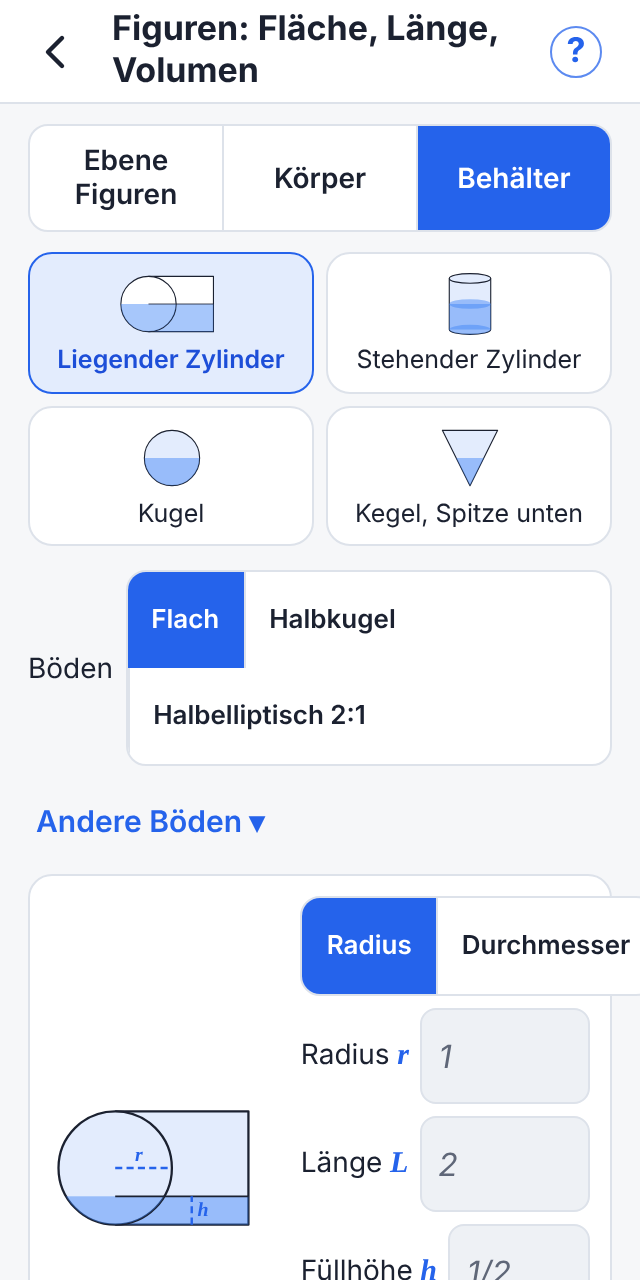 Figuren: Fläche, Länge,
Volumen
?
Ebene
Figuren
Körper
Behälter
Liegender Zylinder
Stehender Zylinder
Kugel
Kegel, Spitze unten
Böden
Flach
Halbkugel
Halbelliptisch 2:1
Andere Böden ▾
Radius
Durchmesser
Radius r
1
Länge L
2
Füllhöhe h
1/2
r
h